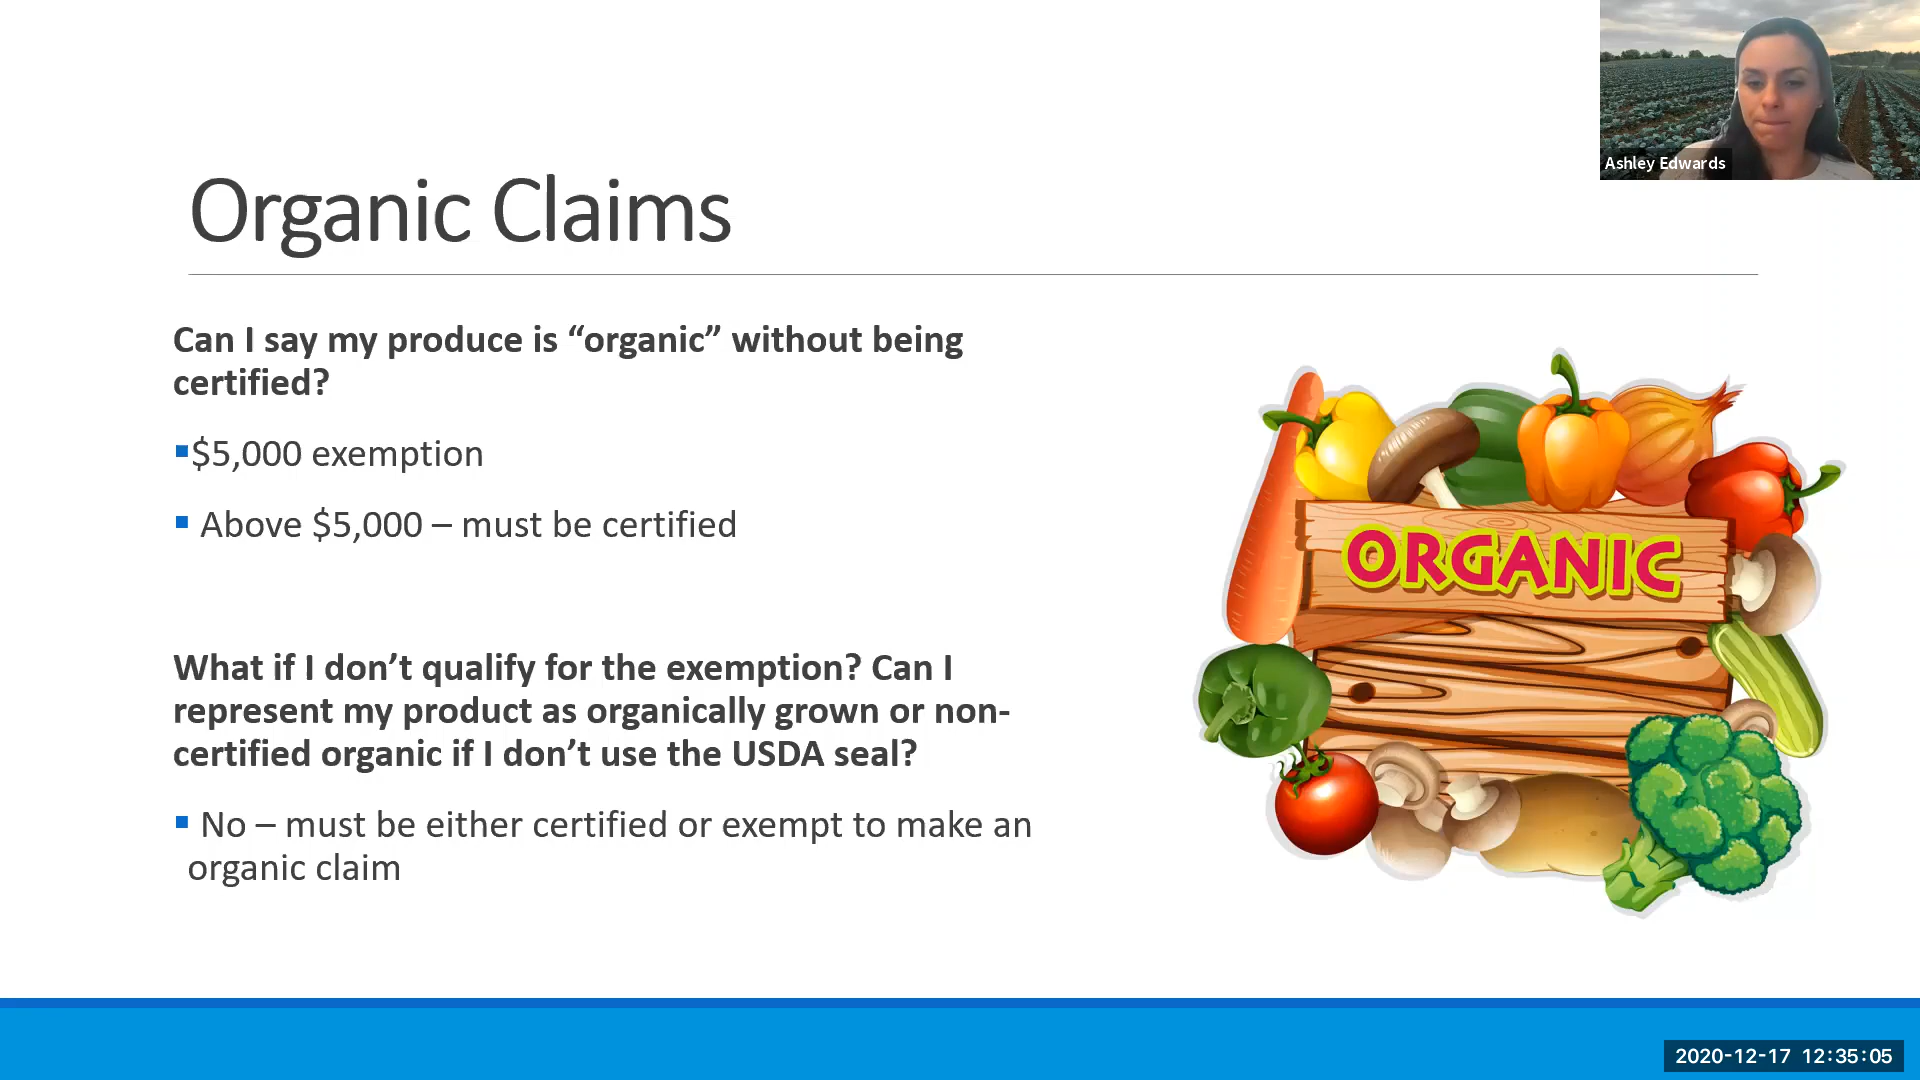 Ashley Edwards
Organic Claims
Can I say my produce is “organic” without being
certified?
▪$5,000 exemption
▪ Above $5,000 – must be certified
What if I don’t qualify for the exemption? Can I
represent my product as organically grown or non-
certified organic if I don’t use the USDA seal?
▪ No – must be either certified or exempt to make an
organic claim
ORGANIC
2020-12-17 12:35:05